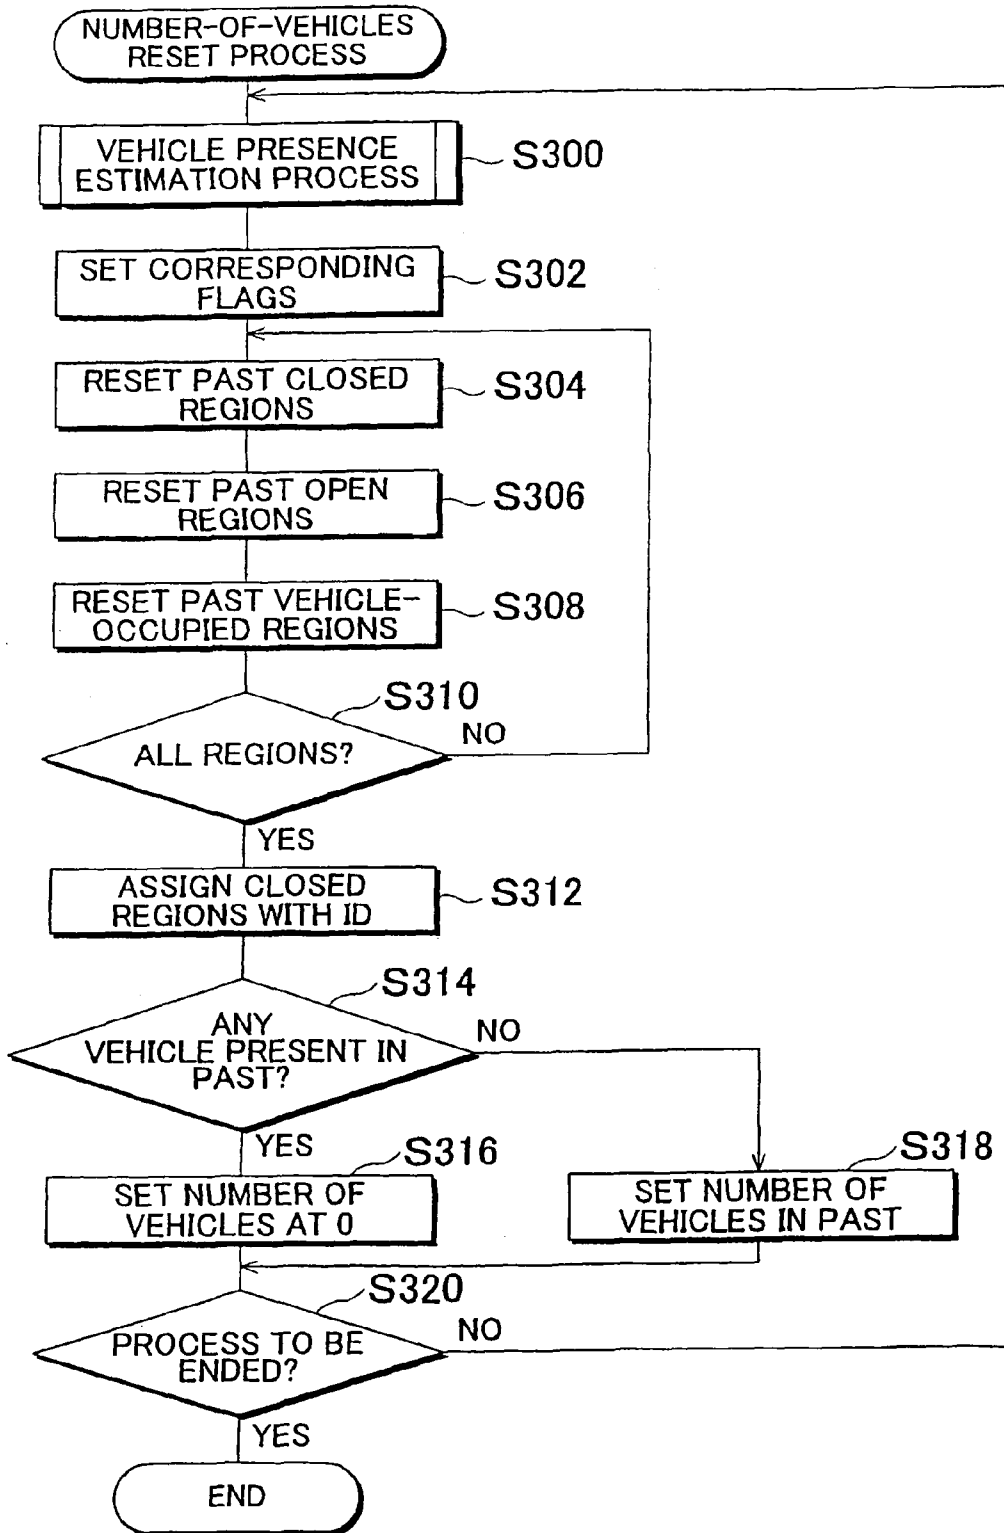 NUMBER-OF-VEHICLES
RESET PROCESS
VEHICLE PRESENCE
ESTIMATION PROCESS
S300
SET CORRESPONDING
FLAGS
S302
RESET PAST CLOSED
REGIONS
S304
RESET PAST OPEN
REGIONS
S306
RESET PAST VEHICLE-
OCCUPIED REGIONS
S308
S310
ALL REGIONS?
NO
YES
ASSIGN CLOSED
REGIONS WITH ID
S312
S314
ANY
VEHICLE PRESENT IN
PAST?
NO
YES
S316
SET NUMBER OF
VEHICLES AT 0
S318
SET NUMBER OF
VEHICLES IN PAST
S320
PROCESS TO BE
ENDED?
NO
YES
END